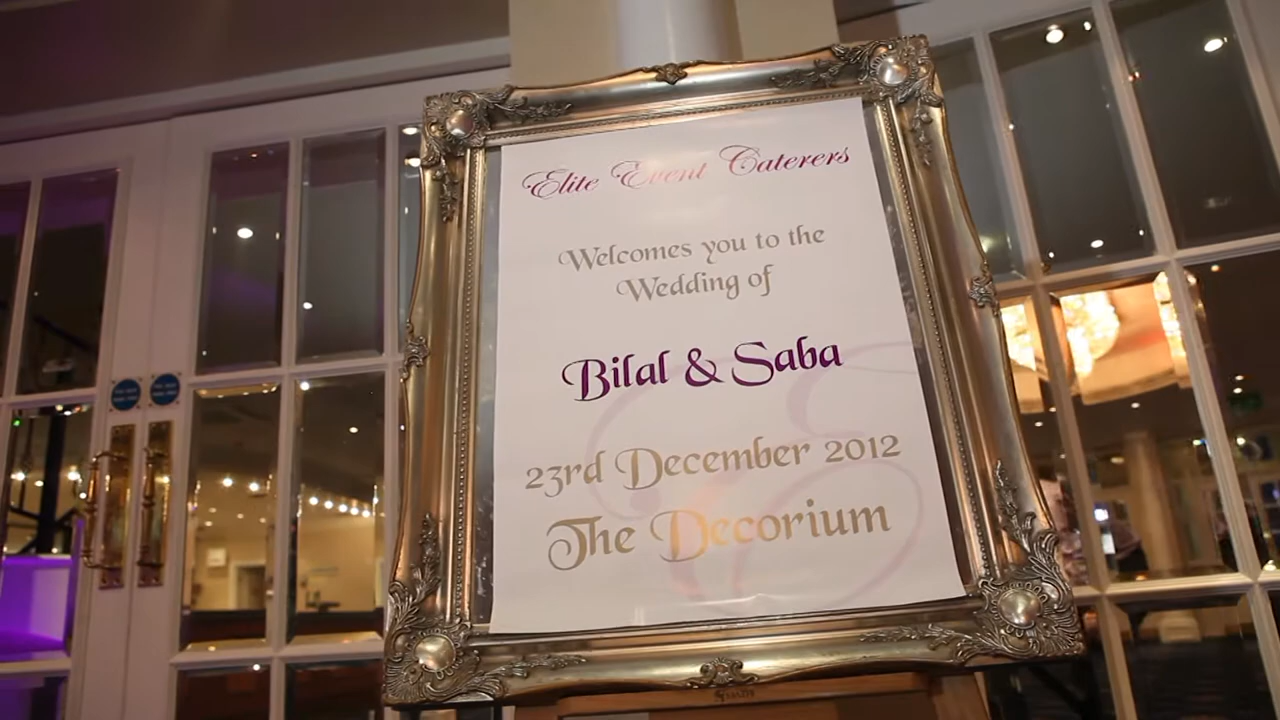 Elite Event Caterers
Welcomes you to the
Wedding of
Bilal & Saba
23rd December 2012
The Decorium